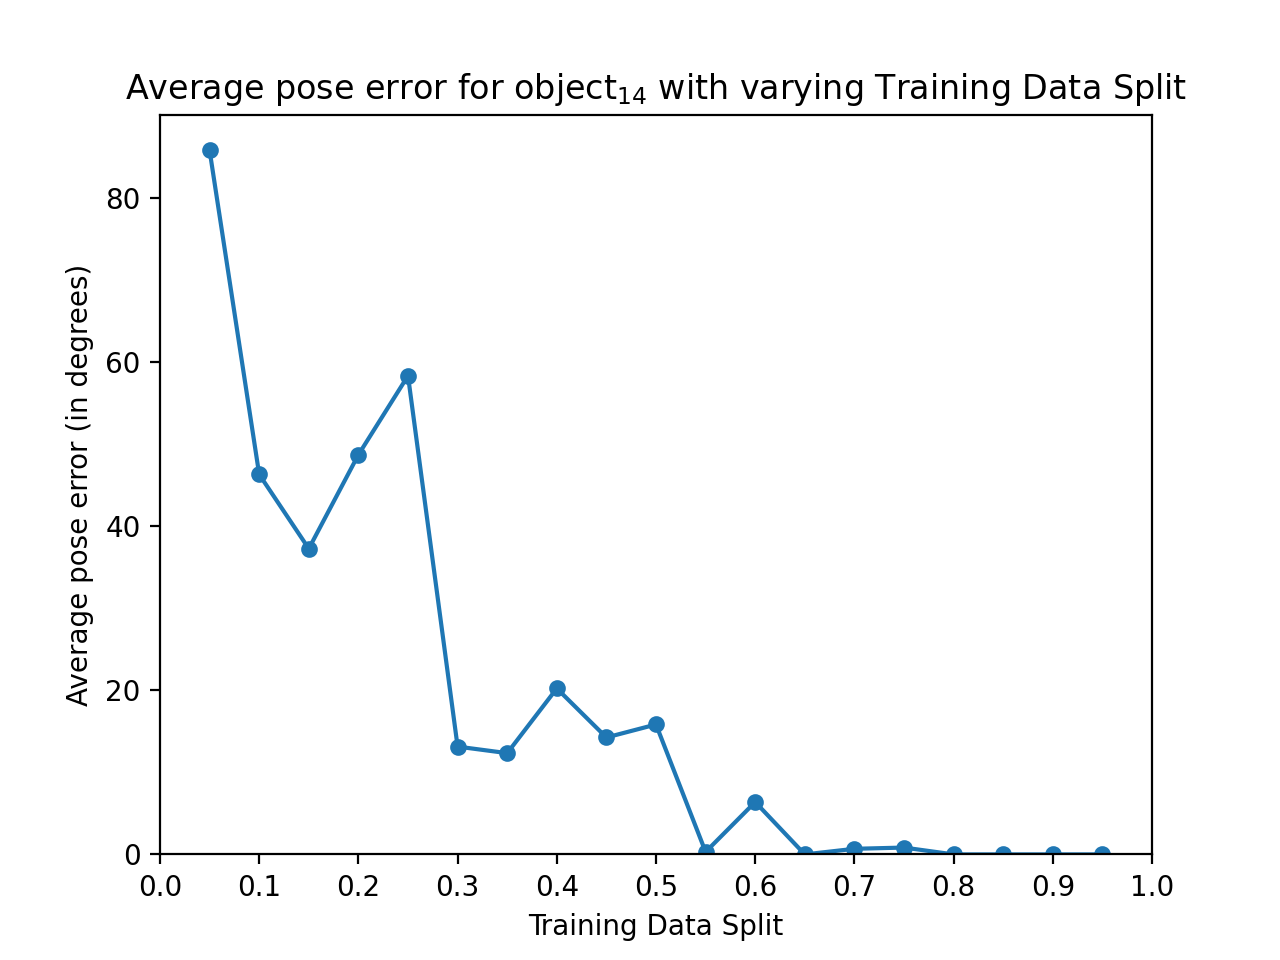 Average pose error for object₁₄ with varying Training Data Split
Average pose error (in degrees)
80
60
40
20
0
0.0 0.1 0.2 0.3 0.4 0.5 0.6 0.7 0.8 0.9 1.0
Training Data Split